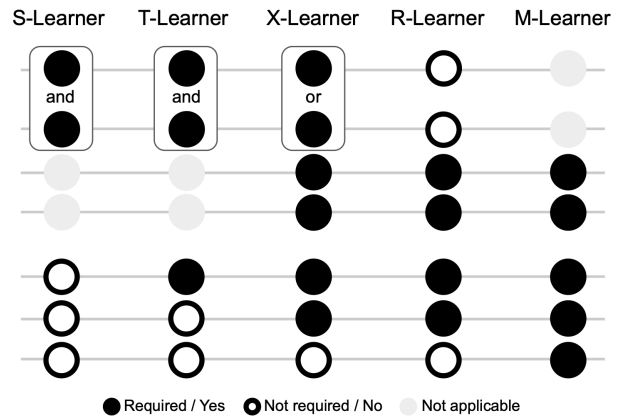 S-Learner T-Learner X-Learner R-Learner M-Learner
and and or
Required / Yes Not required / No Not applicable